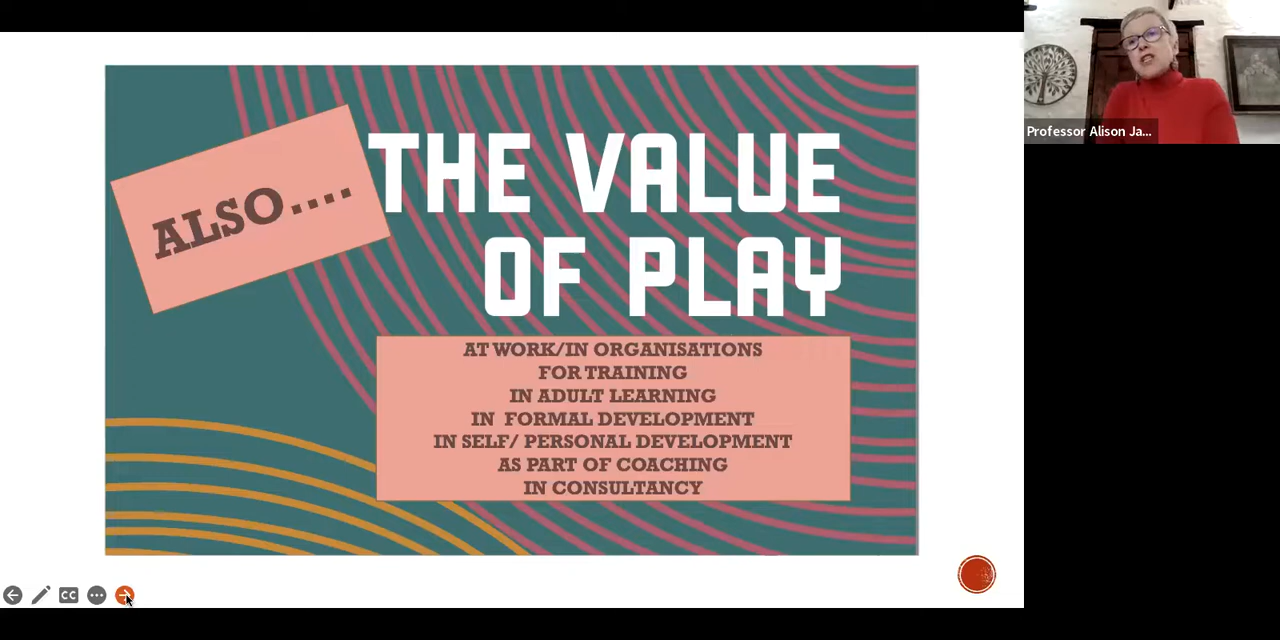 ALSO....
THE VALUE
OF PLAY
AT WORK/IN ORGANISATIONS
FOR TRAINING
IN ADULT LEARNING
IN FORMAL DEVELOPMENT
IN SELF/ PERSONAL DEVELOPMENT
AS PART OF COACHING
IN CONSULTANCY
Professor Alison Ja...
CC